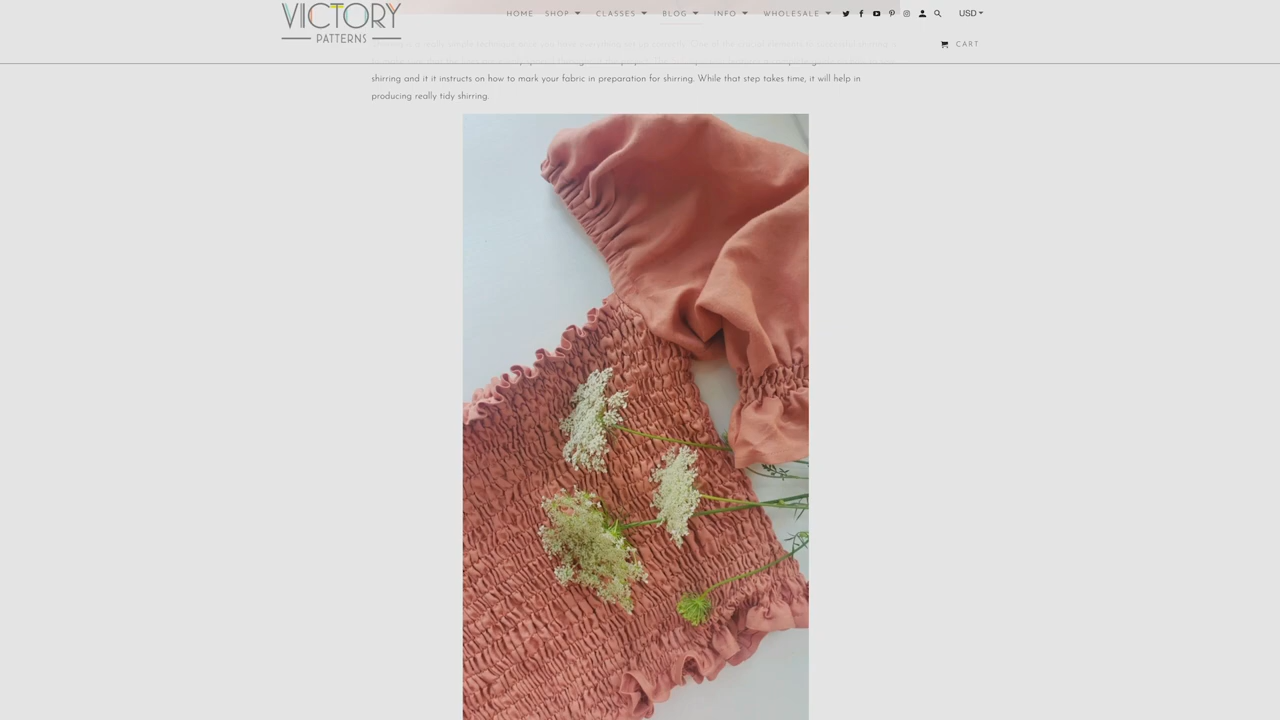 VICTORY
PATTERNS
HOME SHOP CLASSES BLOG INFO WHOLESALE USD
CART
shirring and it it instructs on how to mark your fabric in preparation for shirring. While that step takes time, it will help in
producing really tidy shirring.